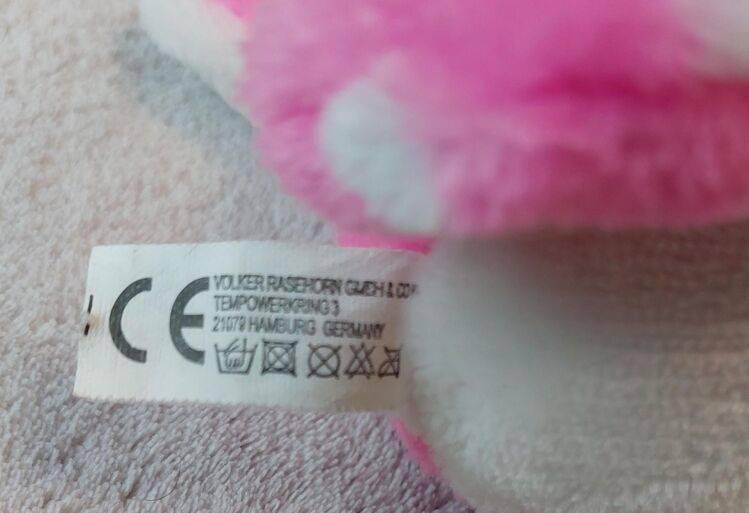 CE
VOLKER RASEHORN GMBH & CO
TEMPOWERKRING 3
21079 HAMBURG GERMANY